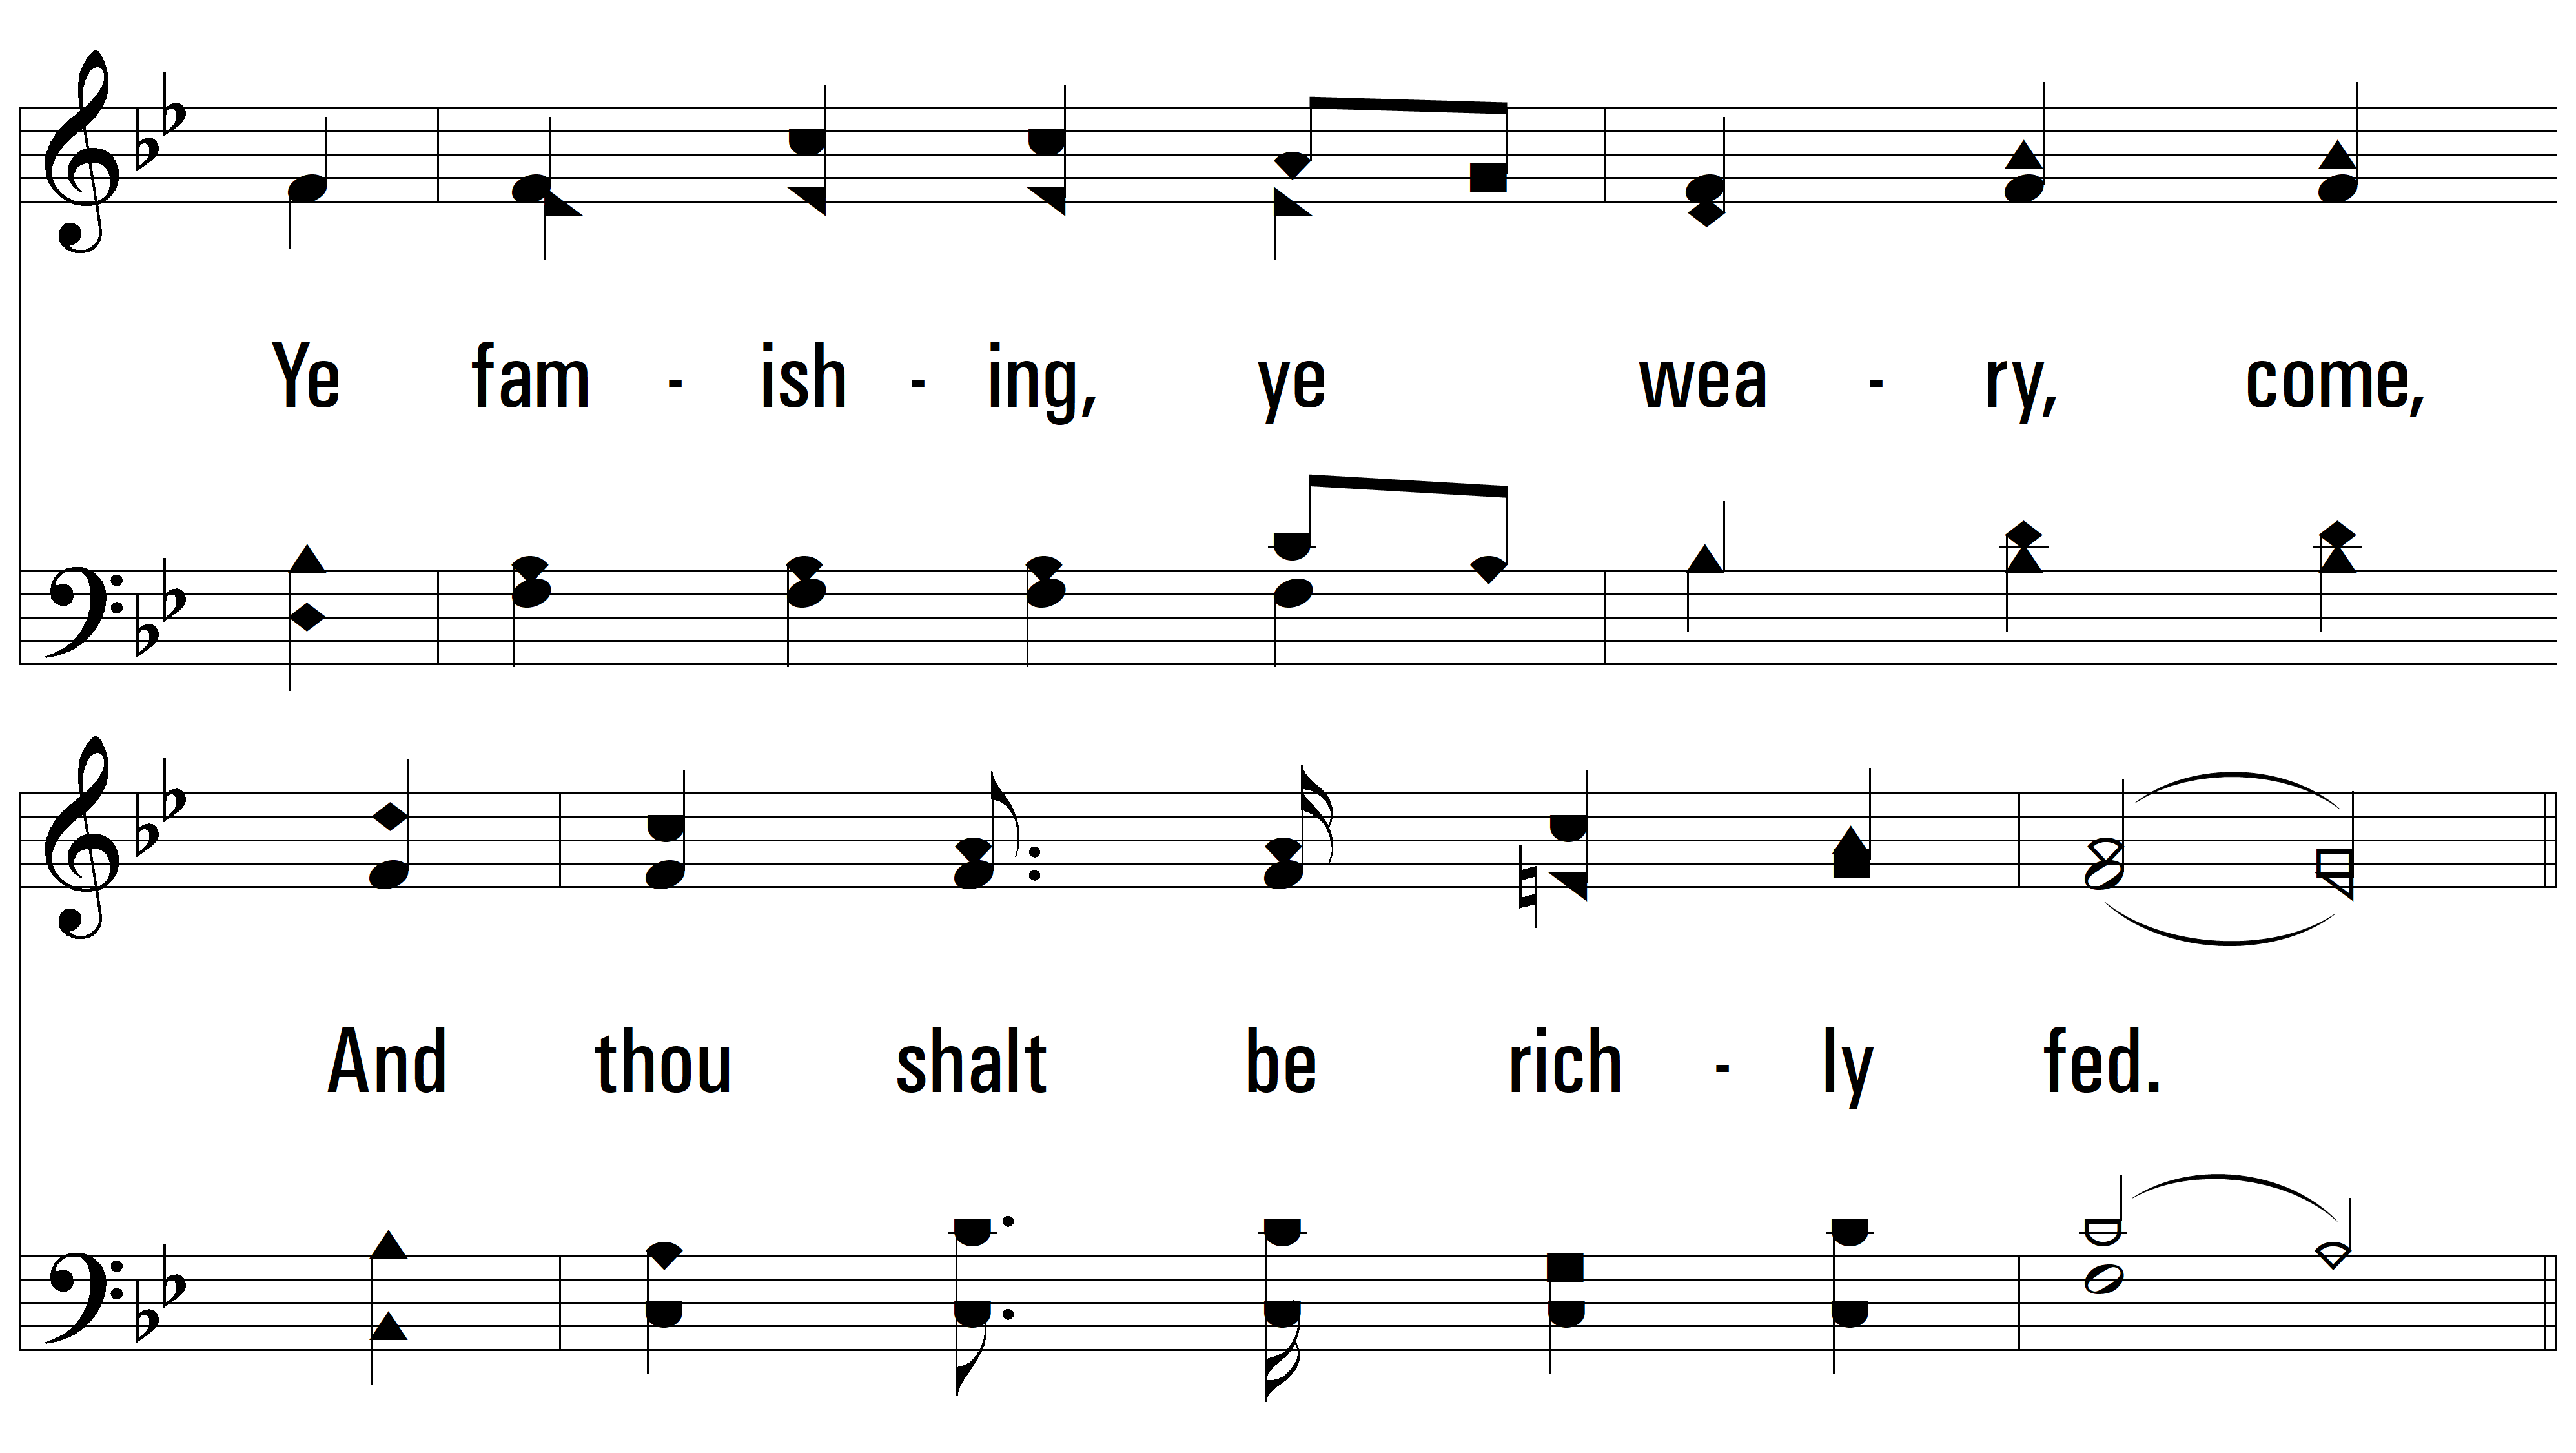 Ye fam - ish - ing, ye wea - ry, come,
And thou shalt be rich - ly fed.